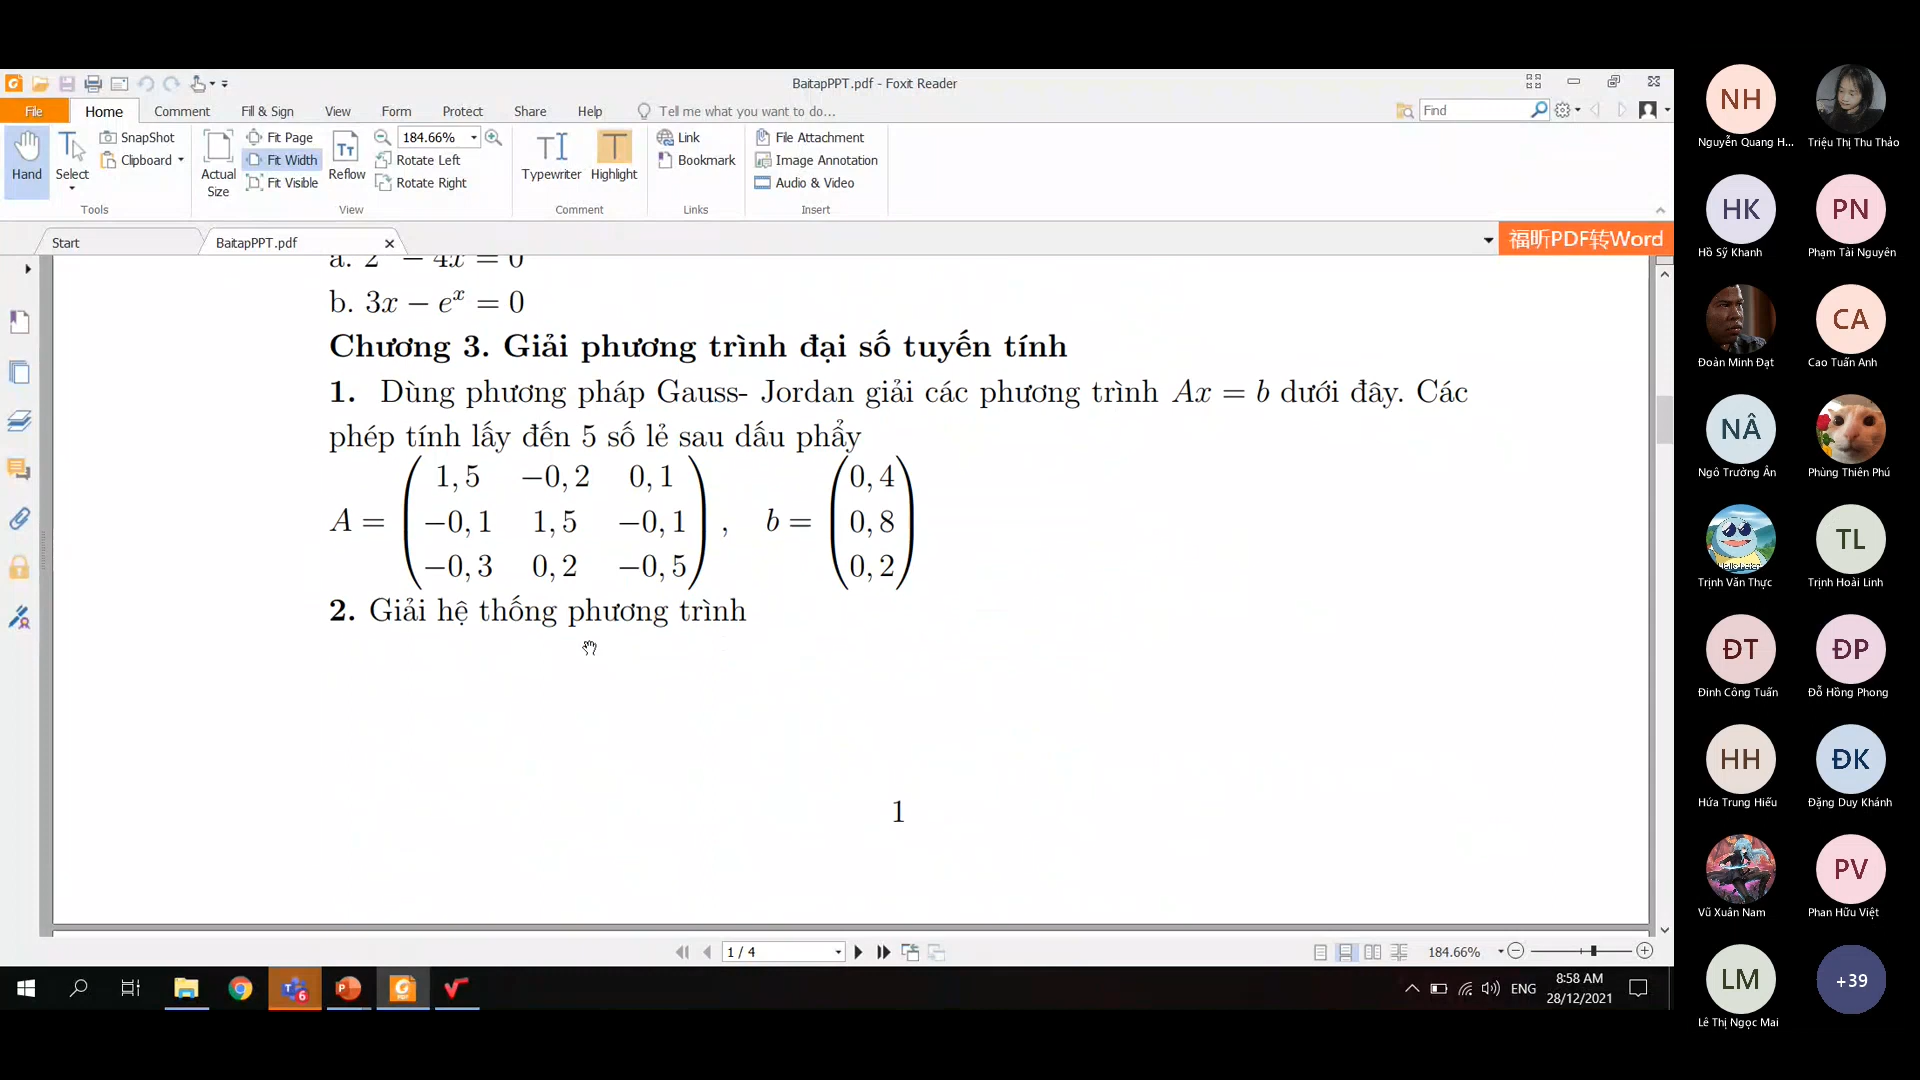 BaitapPPT.pdf - Foxit Reader
File Home Comment Fill & Sign View Form Protect Share Help Tell me what you want to do... Find
Hand Select SnapShot Clipboard
Tools
Actual Size Fit Page Fit Width Fit Visible Reflow 184.66% Rotate Left Rotate Right
View
Typewriter Highlight
Comment
Link Bookmark
Links
File Attachment Image Annotation Audio & Video
Insert
Start BaitapPPT.pdf 福昕PDF转Word
b. 3x − e^x = 0
Chương 3. Giải phương trình đại số tuyến tính
1. Dùng phương pháp Gauss- Jordan giải các phương trình Ax = b dưới đây. Các
phép tính lấy đến 5 số lẻ sau dấu phẩy
1,5 −0,2 0,1 0,4
A = −0,1 1,5 −0,1 , b = 0,8
−0,3 0,2 −0,5 0,2
2. Giải hệ thống phương trình
1
1 / 4 184.66%
6 ENG 8:58 AM
28/12/2021
NH
Nguyễn Quang H... Triệu Thị Thu Thảo
HK PN
Hồ Sỹ Khanh Phạm Tài Nguyên
CA
Đoàn Minh Đạt Cao Tuấn Anh
NÂ
Ngô Trường Ân Phùng Thiên Phú
TL
Trịnh Văn Thực Trịnh Hoài Linh
ĐT ĐP
Đinh Công Tuấn Đỗ Hồng Phong
HH ĐK
Hứa Trung Hiếu Đặng Duy Khánh
PV
Vũ Xuân Nam Phan Hữu Việt
LM +39
Lê Thị Ngọc Mai